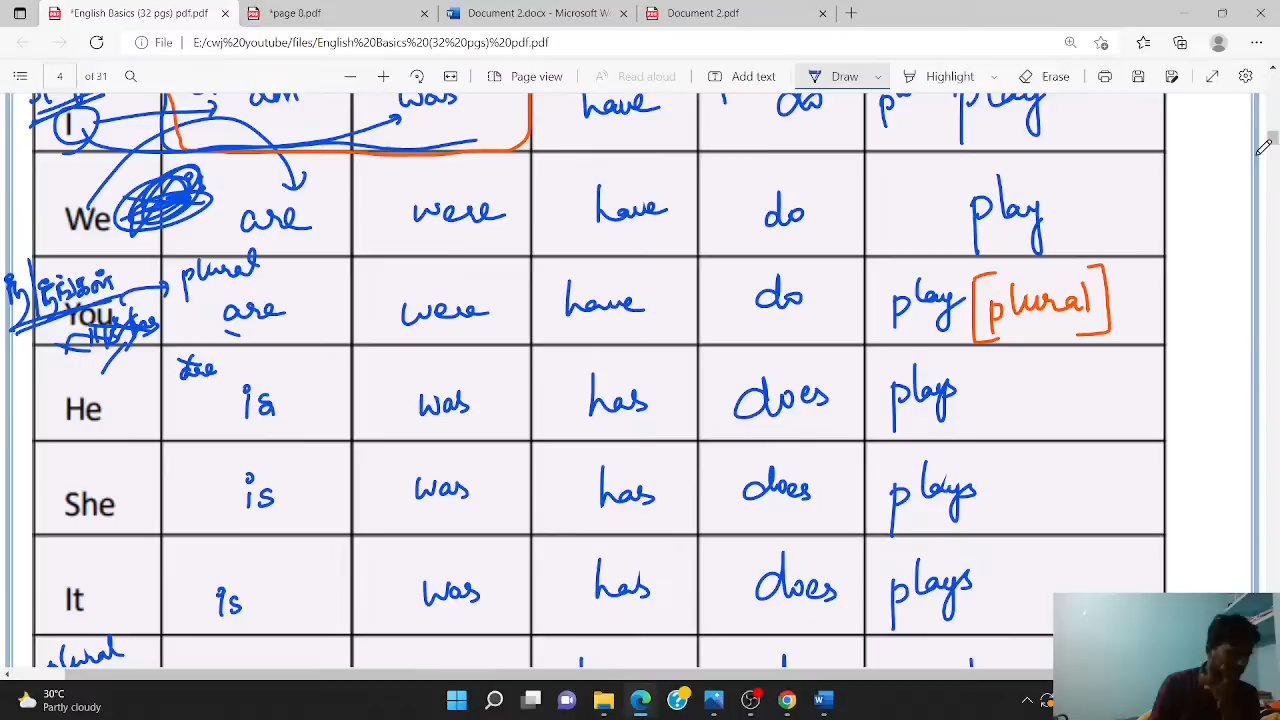 *English Basics (32 pgs) pdf.pdf
*page 8.pdf
Document 2.docx - Microsoft W
Document 2.pdf
File
E:/cwj%20youtube/files/English%20Basics%20(32%20pgs)%20pdf.pdf
4 of 31
Page view
Read aloud
Add text
Draw
Highlight
Erase
I am was have do play
We are were have do play
plural
You are were have do play [plural]
He is was has does plays
She is was has does plays
It is was has does plays
plural
30°C
Partly cloudy